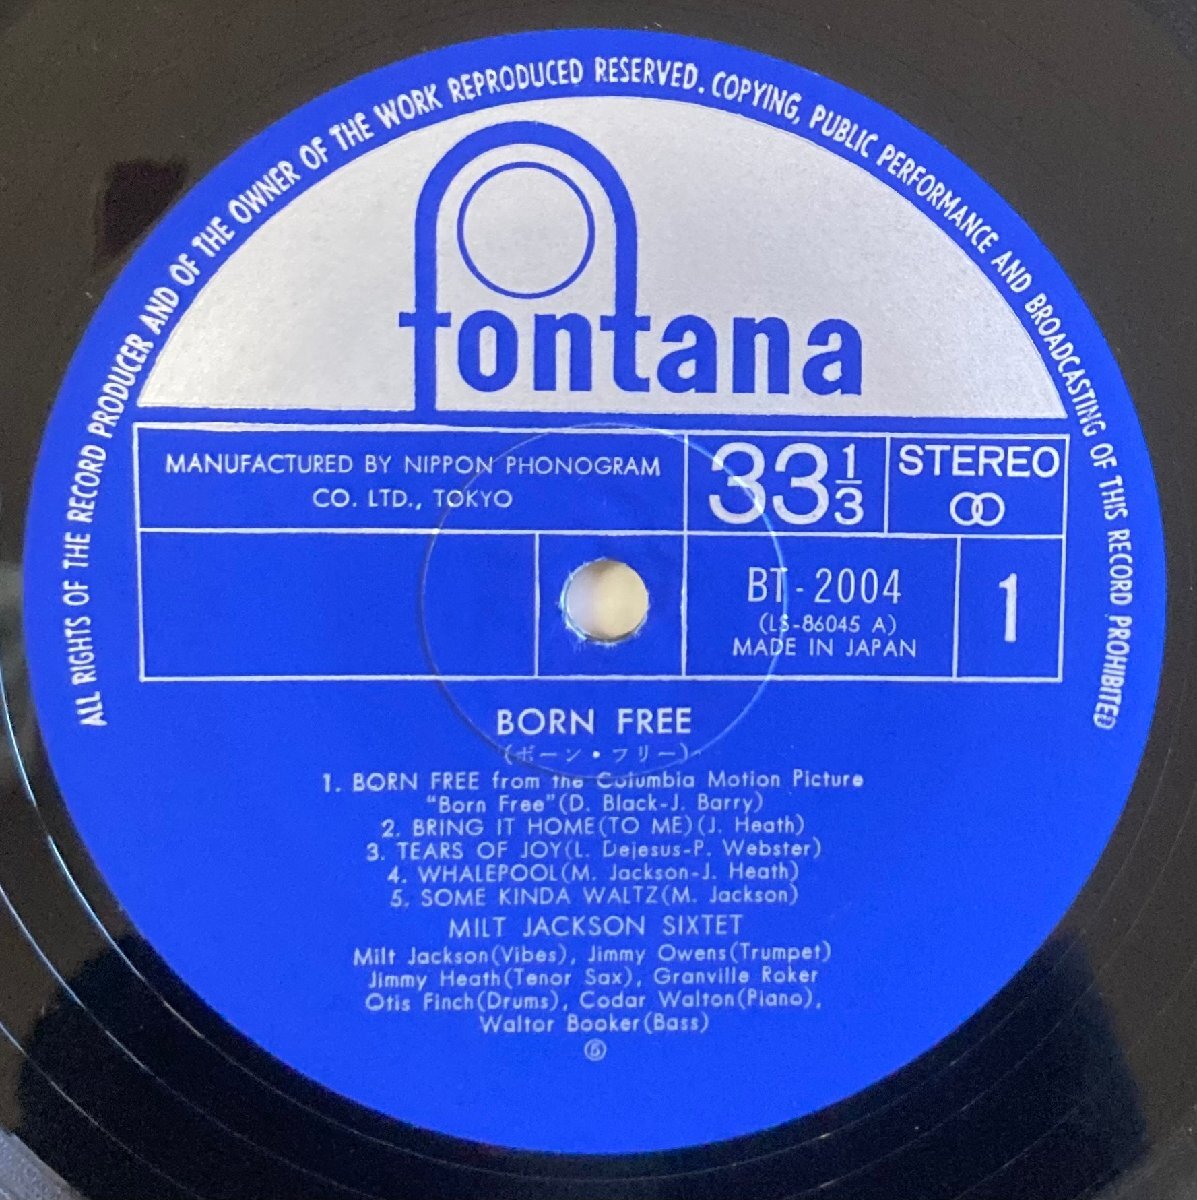 ALL RIGHTS OF THE RECORD PRODUCER AND OF THE OWNER OF THE WORK REPRODUCED RESERVED. COPYING, PUBLIC PERFORMANCE AND BROADCASTING OF THIS RECORD PROHIBITED
fontana
MANUFACTURED BY NIPPON PHONOGRAM
CO. LTD., TOKYO
33 1/3
STEREO
BT-2004
(LS-86045 A)
MADE IN JAPAN
1
BORN FREE
(ボーン・フリー)
1. BORN FREE from the Columbia Motion Picture
"Born Free"(D. Black-J. Barry)
2. BRING IT HOME(TO ME)(J. Heath)
3. TEARS OF JOY(L. Dejesus-P. Webster)
4. WHALEPOOL(M. Jackson-J. Heath)
5. SOME KINDA WALTZ(M. Jackson)
MILT JACKSON SIXTET
Milt Jackson(Vibes), Jimmy Owens(Trumpet)
Jimmy Heath(Tenor Sax), Granville Roker
Otis Finch(Drums), Codar Walton(Piano),
Waltor Booker(Bass)
⑤